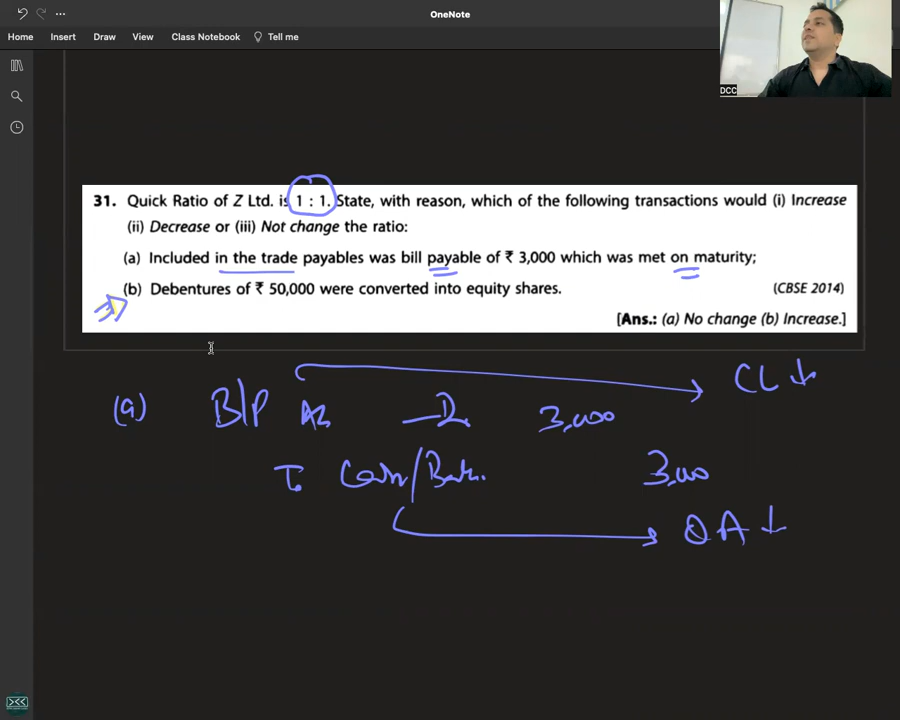 OneNote
Home Insert Draw View Class Notebook Tell me
DCC
31. Quick Ratio of Z Ltd. is 1 : 1. State, with reason, which of the following transactions would (i) Increase
(ii) Decrease or (iii) Not change the ratio:
(a) Included in the trade payables was bill payable of ₹ 3,000 which was met on maturity;
(b) Debentures of ₹ 50,000 were converted into equity shares. (CBSE 2014)
[Ans.: (a) No change (b) Increase.]
CL↓
(a) B/P D. 3,000
To Cash/Bank. 3,000
QA↓